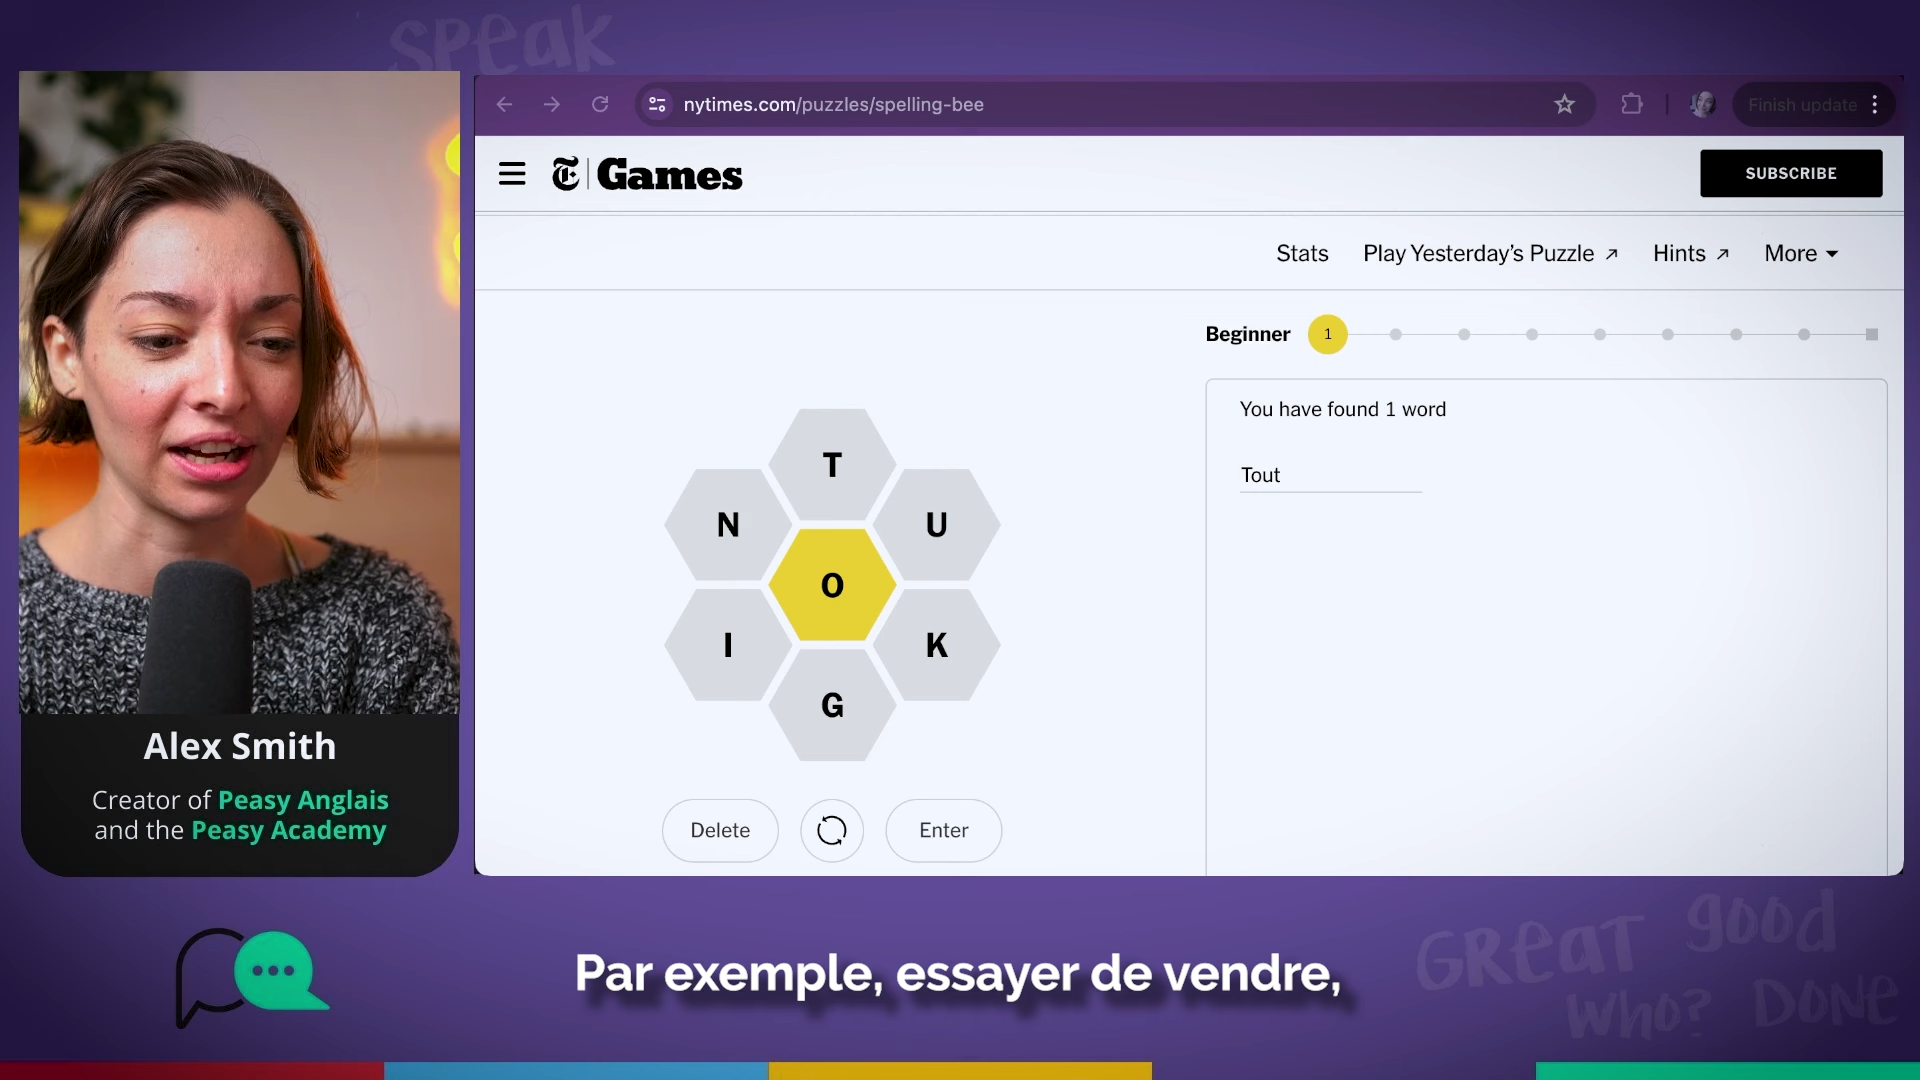 SPeak
nytimes.com/puzzles/spelling-bee
Finish update
T Games
SUBSCRIBE
Stats
Play Yesterday's Puzzle
Hints
More
Beginner
1
You have found 1 word
Tout
T
N
U
O
I
K
G
Delete
Enter
Alex Smith
Creator of Peasy Anglais
and the Peasy Academy
Par exemple, essayer de vendre,
GReaT good
WHO? DONe